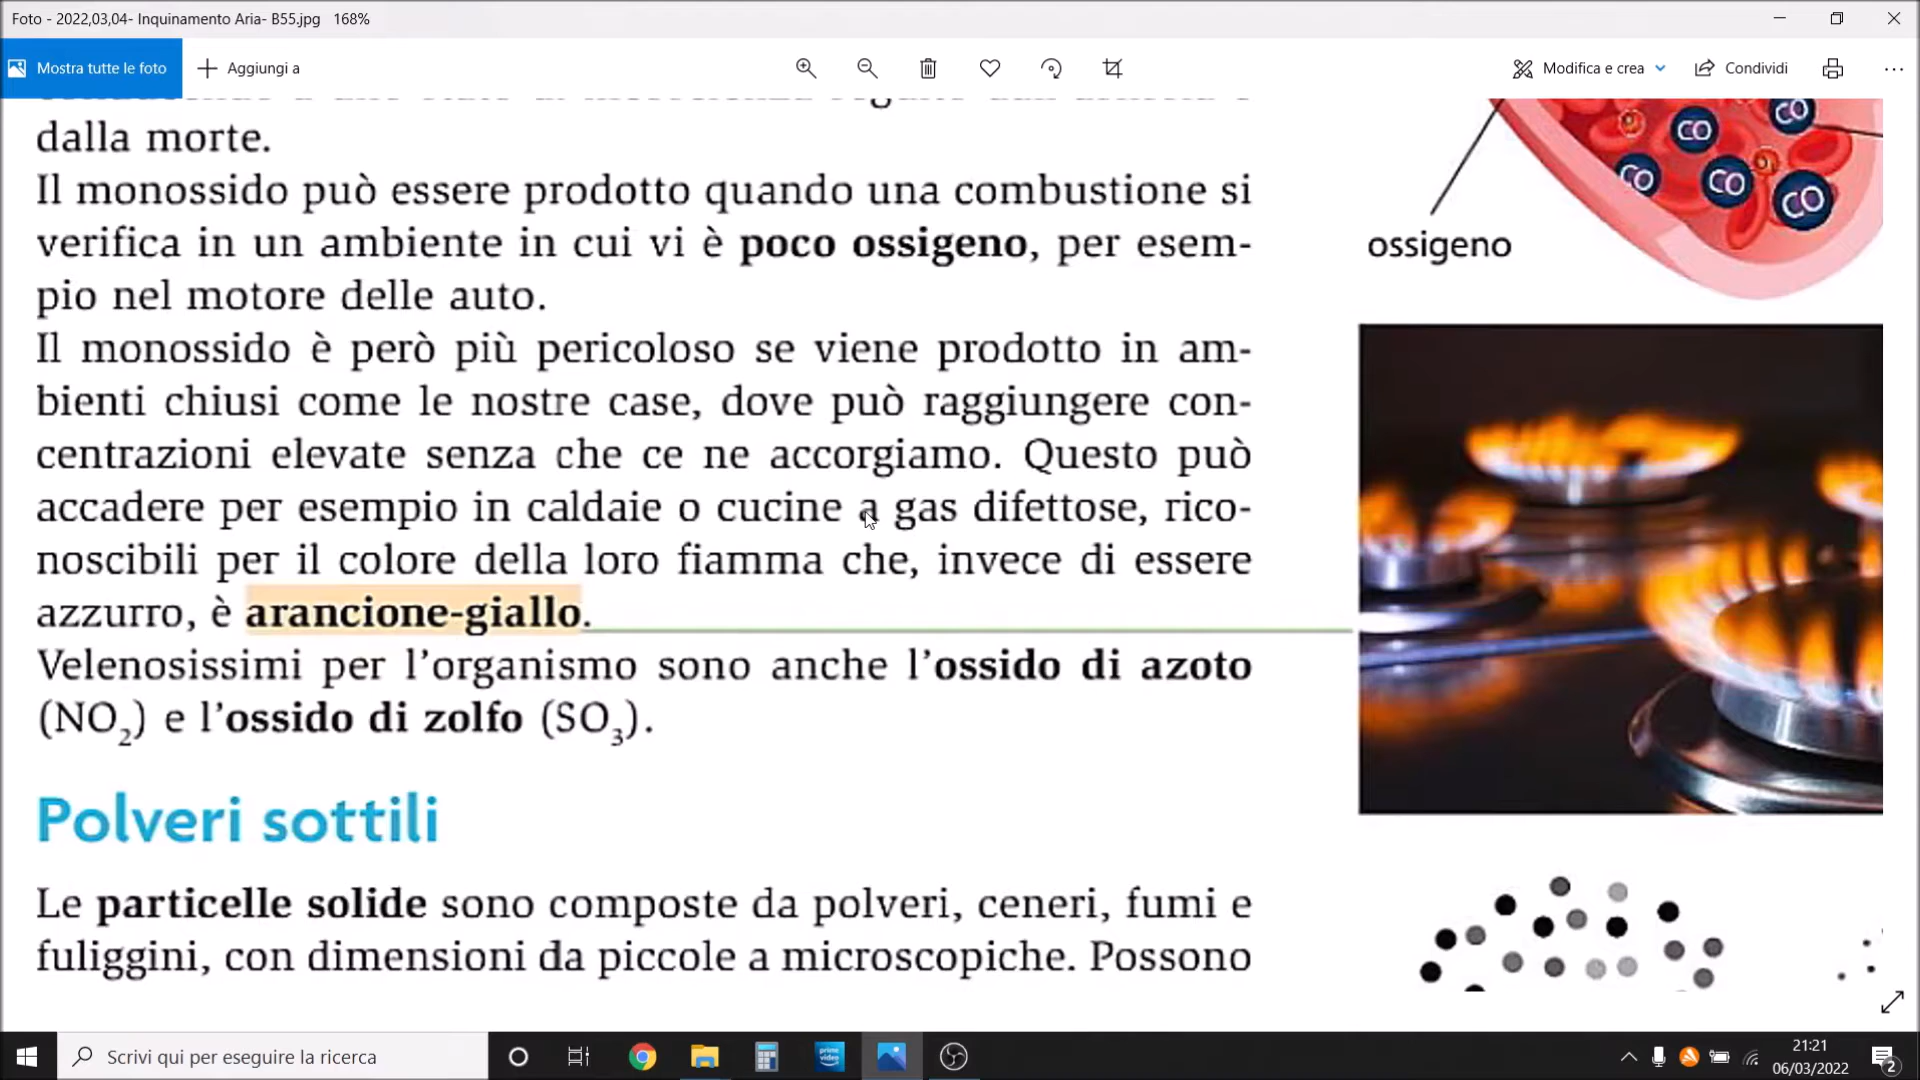 Foto - 2022,03,04- Inquinamento Aria- B55.jpg 168%
Mostra tutte le foto
Aggiungi a
Modifica e crea
Condividi
dalla morte.
Il monossido può essere prodotto quando una combustione si
verifica in un ambiente in cui vi è poco ossigeno, per esem-
pio nel motore delle auto.
Il monossido è però più pericoloso se viene prodotto in am-
bienti chiusi come le nostre case, dove può raggiungere con-
centrazioni elevate senza che ce ne accorgiamo. Questo può
accadere per esempio in caldaie o cucine a gas difettose, rico-
noscibili per il colore della loro fiamma che, invece di essere
azzurro, è arancione-giallo.
Velenosissimi per l'organismo sono anche l'ossido di azoto
(NO₂) e l'ossido di zolfo (SO₃).
Polveri sottili
Le particelle solide sono composte da polveri, ceneri, fumi e
fuliggini, con dimensioni da piccole a microscopiche. Possono
CO
CO
CO
CO
CO
ossigeno
Scrivi qui per eseguire la ricerca
prime video
21:21
06/03/2022
2